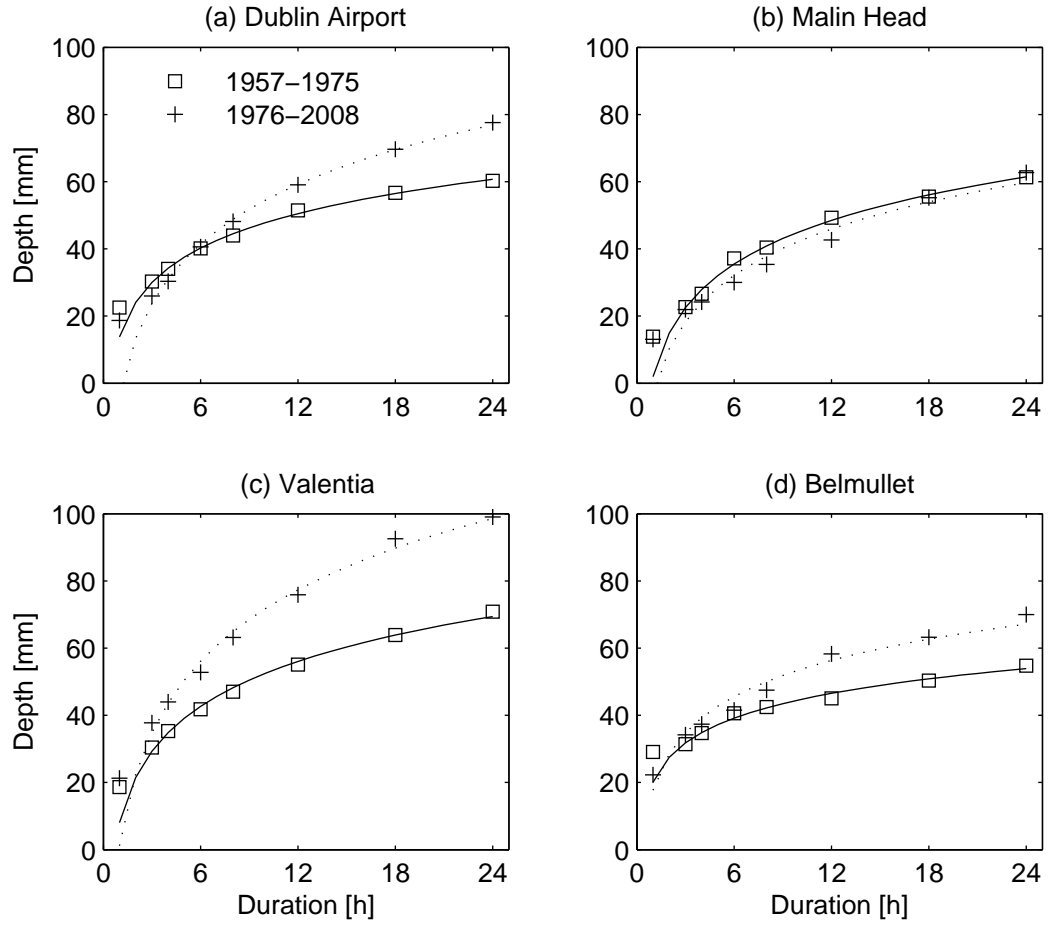 (a) Dublin Airport
100
80
60
40
20
0
Depth [mm]
0 6 12 18 24
1957−1975
1976−2008
(b) Malin Head
100
80
60
40
20
0
0 6 12 18 24
(c) Valentia
100
80
60
40
20
0
Depth [mm]
0 6 12 18 24
Duration [h]
(d) Belmullet
100
80
60
40
20
0
0 6 12 18 24
Duration [h]